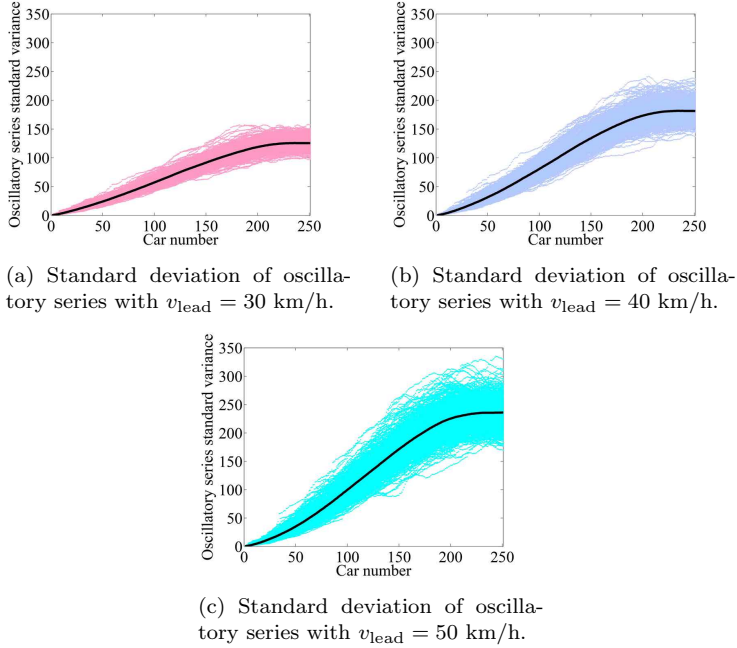 350
300
250
200
150
100
50
0
Oscillatory series standard variance
0 50 100 150 200 250
Car number
350
300
250
200
150
100
50
0
Oscillatory series standard variance
0 50 100 150 200 250
Car number
(a) Standard deviation of oscilla-
tory series with v_lead = 30 km/h.
(b) Standard deviation of oscilla-
tory series with v_lead = 40 km/h.
350
300
250
200
150
100
50
0
Oscillatory series standard variance
0 50 100 150 200 250
Car number
(c) Standard deviation of oscilla-
tory series with v_lead = 50 km/h.